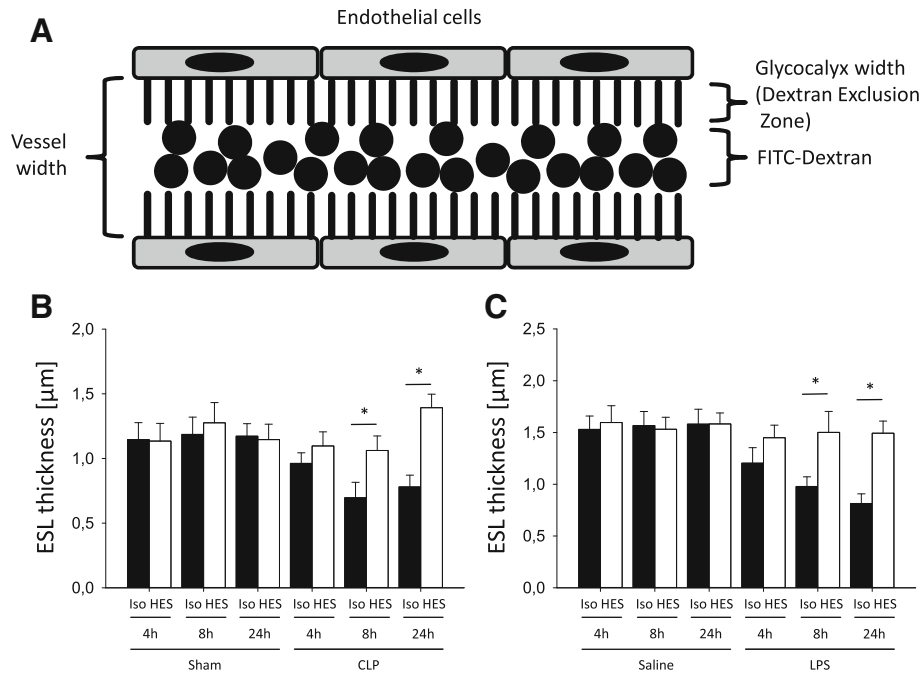 A
Endothelial cells
Vessel
width
Glycocalyx width
(Dextran Exclusion
Zone)
FITC-Dextran
B
ESL thickness [µm]
2,0
1,5
1,0
0,5
0,0
*
*
Iso HES Iso HES Iso HES Iso HES Iso HES Iso HES
4h 8h 24h 4h 8h 24h
Sham CLP
C
ESL thickness [µm]
2,5
2,0
1,5
1,0
0,5
0,0
*
*
Iso HES Iso HES Iso HES Iso HES Iso HES Iso HES
4h 8h 24h 4h 8h 24h
Saline LPS